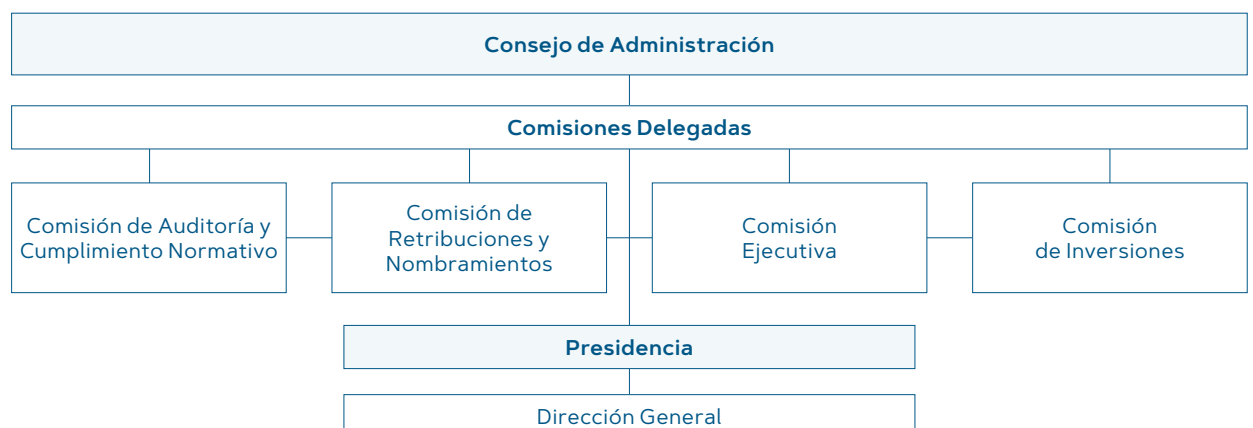 Consejo de Administración
Comisiones Delegadas
Comisión de Auditoría y
Cumplimiento Normativo
Comisión de
Retribuciones y
Nombramientos
Comisión
Ejecutiva
Comisión
de Inversiones
Presidencia
Dirección General